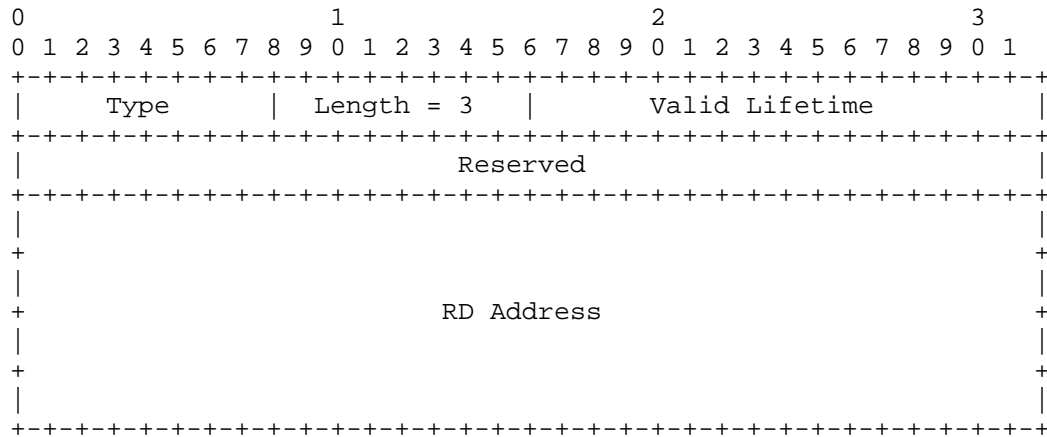 0                   1                   2                   3
0 1 2 3 4 5 6 7 8 9 0 1 2 3 4 5 6 7 8 9 0 1 2 3 4 5 6 7 8 9 0 1
+-+-+-+-+-+-+-+-+-+-+-+-+-+-+-+-+-+-+-+-+-+-+-+-+-+-+-+-+-+-+-+-+
|     Type      |  Length = 3   |       Valid Lifetime          |
+-+-+-+-+-+-+-+-+-+-+-+-+-+-+-+-+-+-+-+-+-+-+-+-+-+-+-+-+-+-+-+-+
|                           Reserved                            |
+-+-+-+-+-+-+-+-+-+-+-+-+-+-+-+-+-+-+-+-+-+-+-+-+-+-+-+-+-+-+-+-+
|                                                               |
+                                                               +
|                                                               |
+                          RD Address                           +
|                                                               |
+                                                               +
|                                                               |
+-+-+-+-+-+-+-+-+-+-+-+-+-+-+-+-+-+-+-+-+-+-+-+-+-+-+-+-+-+-+-+-+